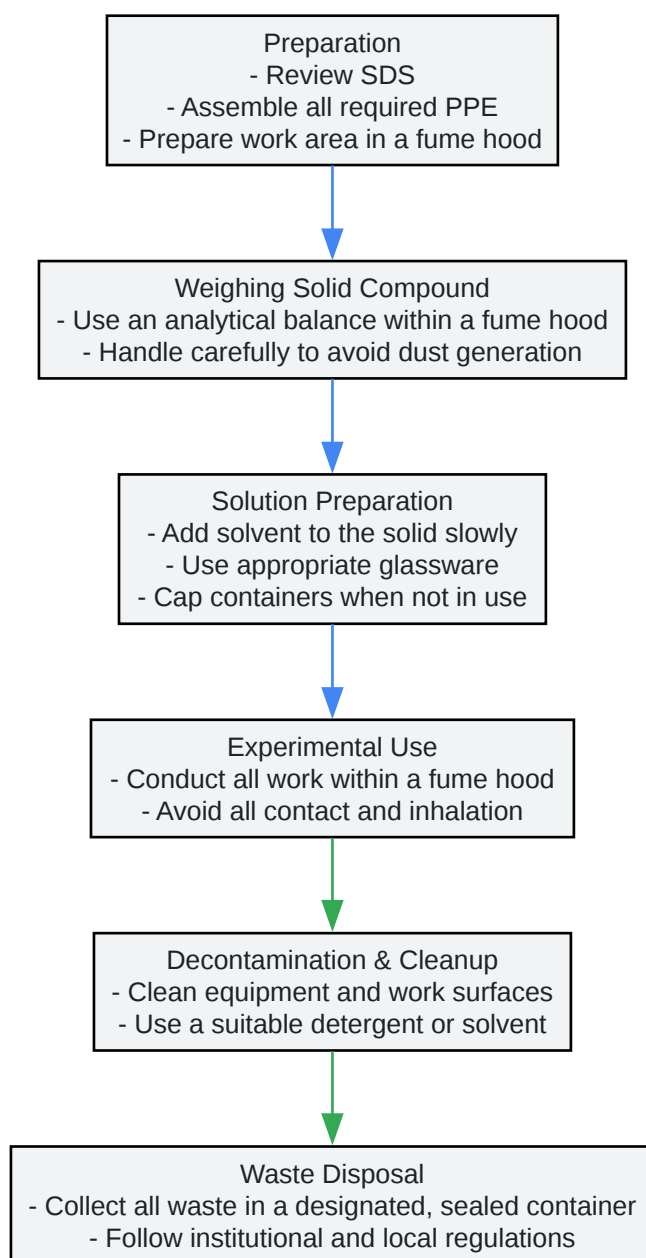 Preparation
- Review SDS
- Assemble all required PPE
- Prepare work area in a fume hood
Weighing Solid Compound
- Use an analytical balance within a fume hood
- Handle carefully to avoid dust generation
Solution Preparation
- Add solvent to the solid slowly
- Use appropriate glassware
- Cap containers when not in use
Experimental Use
- Conduct all work within a fume hood
- Avoid all contact and inhalation
Decontamination & Cleanup
- Clean equipment and work surfaces
- Use a suitable detergent or solvent
Waste Disposal
- Collect all waste in a designated, sealed container
- Follow institutional and local regulations